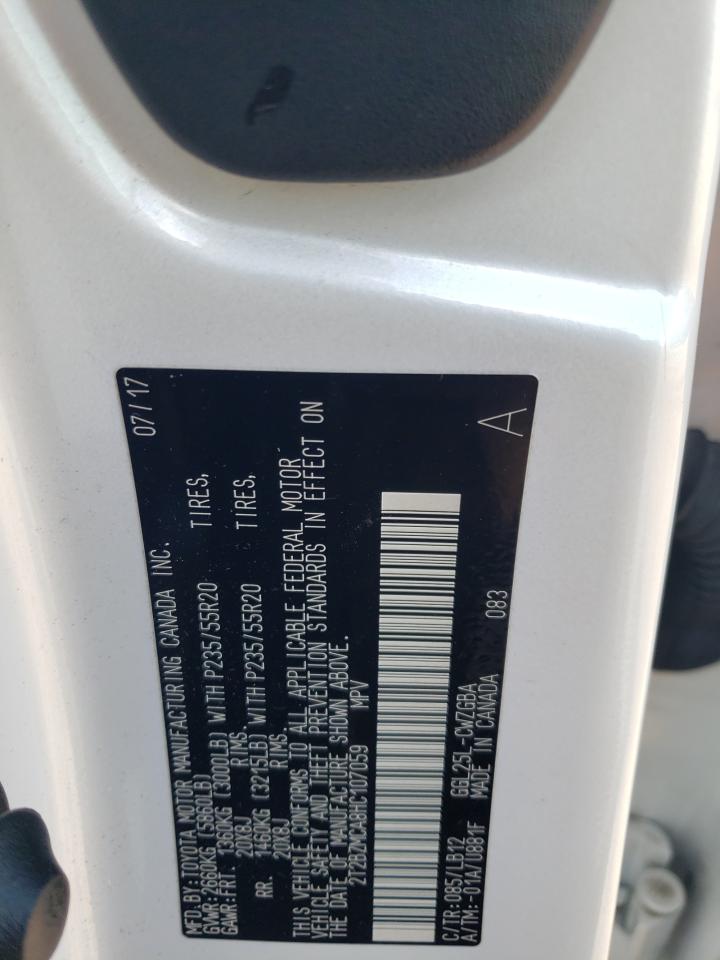 MFD.BY:TOYOTA MOTOR MANUFACTURING CANADA INC. 07/17
GVWR:2660KG (5860LB)
GAWR:FRT. 1360KG (3000LB) WITH P235/55R20 TIRES,
20X8J RIMS.
RR. 1460KG (3215LB) WITH P235/55R20 TIRES,
20X8J RIMS.
THIS VEHICLE CONFORMS TO ALL APPLICABLE FEDERAL MOTOR
VEHICLE SAFETY AND THEFT PREVENTION STANDARDS IN EFFECT ON
THE DATE OF MANUFACTURE SHOWN ABOVE.
2T2BZMCA8HC107059 MPV
C/TR:085/LB12 GGL25L-CWZGBA A
A/TM:-01A/U881F MADE IN CANADA 083